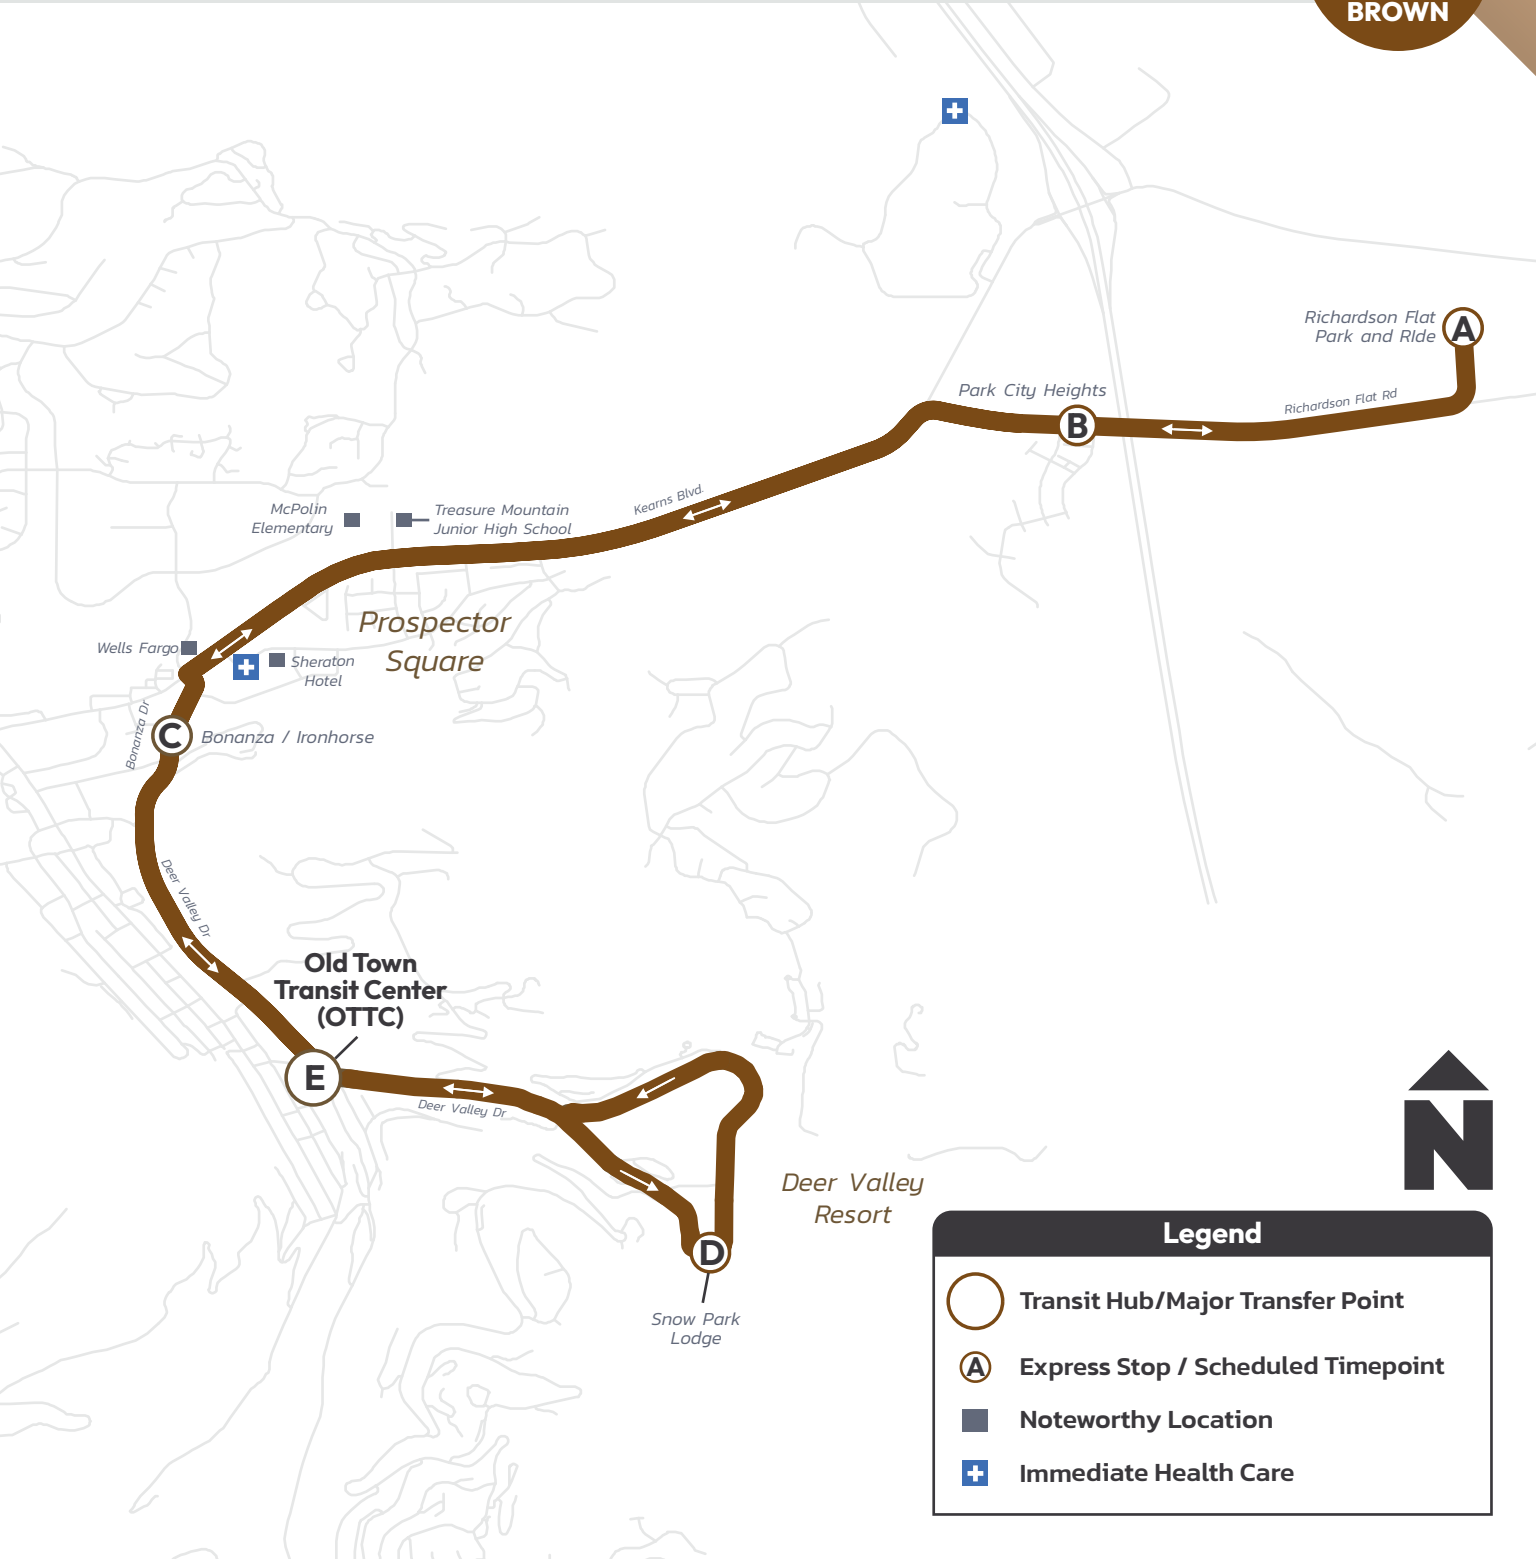 BROWN
Richardson Flat
Park and RIde
A
Richardson Flat Rd
Park City Heights
B
Kearns Blvd.
McPolin
Elementary
Treasure Mountain
Junior High School
Prospector
Square
Wells Fargo
Sheraton
Hotel
Bonanza Dr
C
Bonanza / Ironhorse
Deer Valley Dr
Old Town
Transit Center
(OTTC)
E
Deer Valley Dr
Deer Valley
Resort
D
Snow Park
Lodge
N
Legend
Transit Hub/Major Transfer Point
A
Express Stop / Scheduled Timepoint
Noteworthy Location
Immediate Health Care